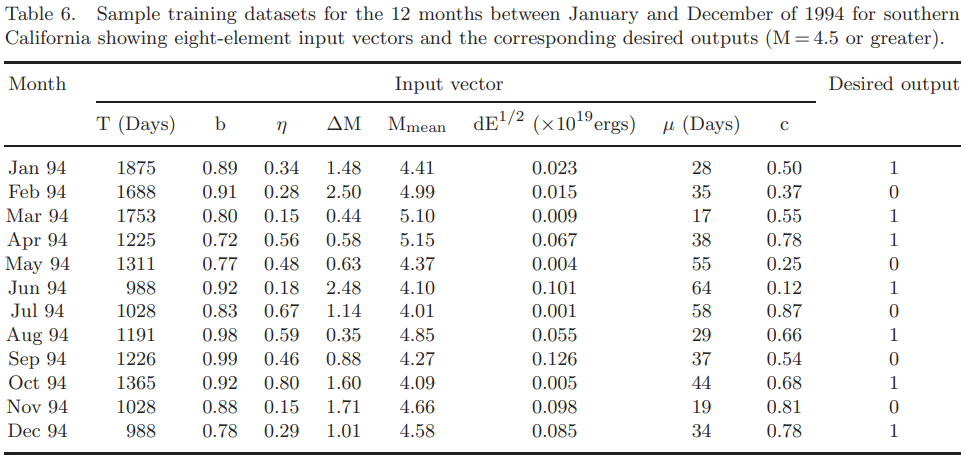 Table 6. Sample training datasets for the 12 months between January and December of 1994 for southern
California showing eight-element input vectors and the corresponding desired outputs (M = 4.5 or greater).
Month Input vector Desired output
T (Days) b η ΔM M_mean dE^1/2 (×10^19 ergs) μ (Days) c
Jan 94 1875 0.89 0.34 1.48 4.41 0.023 28 0.50 1
Feb 94 1688 0.91 0.28 2.50 4.99 0.015 35 0.37 0
Mar 94 1753 0.80 0.15 0.44 5.10 0.009 17 0.55 1
Apr 94 1225 0.72 0.56 0.58 5.15 0.067 38 0.78 1
May 94 1311 0.77 0.48 0.63 4.37 0.004 55 0.25 0
Jun 94 988 0.92 0.18 2.48 4.10 0.101 64 0.12 1
Jul 94 1028 0.83 0.67 1.14 4.01 0.001 58 0.87 0
Aug 94 1191 0.98 0.59 0.35 4.85 0.055 29 0.66 1
Sep 94 1226 0.99 0.46 0.88 4.27 0.126 37 0.54 0
Oct 94 1365 0.92 0.80 1.60 4.09 0.005 44 0.68 1
Nov 94 1028 0.88 0.15 1.71 4.66 0.098 19 0.81 0
Dec 94 988 0.78 0.29 1.01 4.58 0.085 34 0.78 1